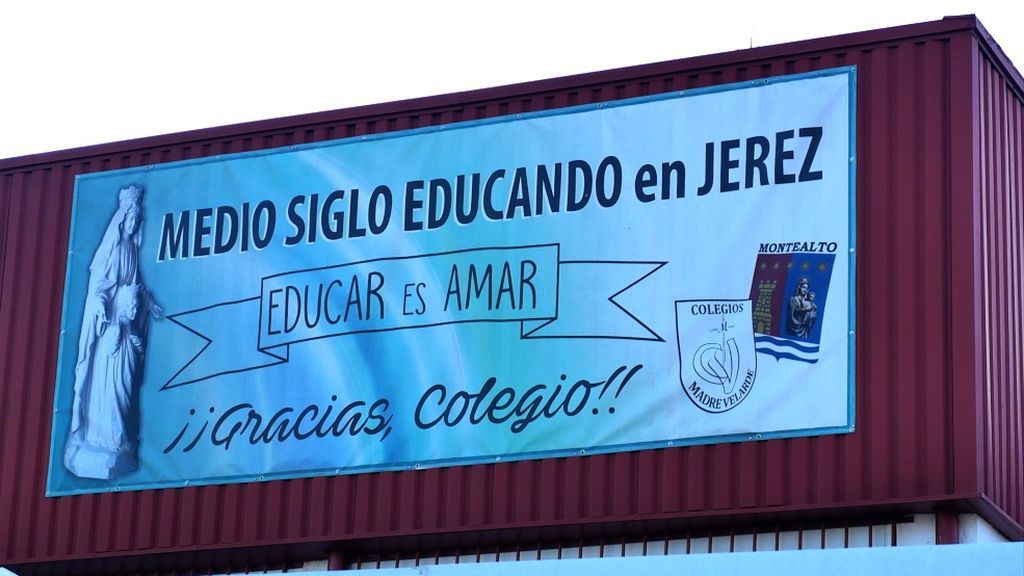 MEDIO SIGLO EDUCANDO en JEREZ
EDUCAR ES AMAR
¡¡Gracias, Colegio!!
MONTEALTO
COLEGIOS
M
MADRE VELARDE